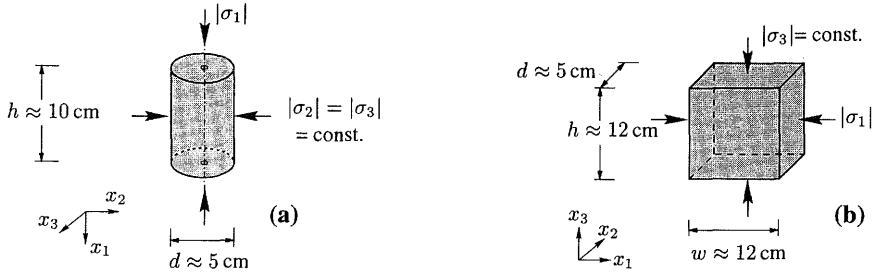 |σ₁|
h ≈ 10 cm
|σ₂| = |σ₃|
= const.
x₂
x₃
x₁
(a)
d ≈ 5 cm
|σ₃| = const.
d ≈ 5 cm
h ≈ 12 cm
|σ₁|
x₃
x₂
x₁
w ≈ 12 cm
(b)